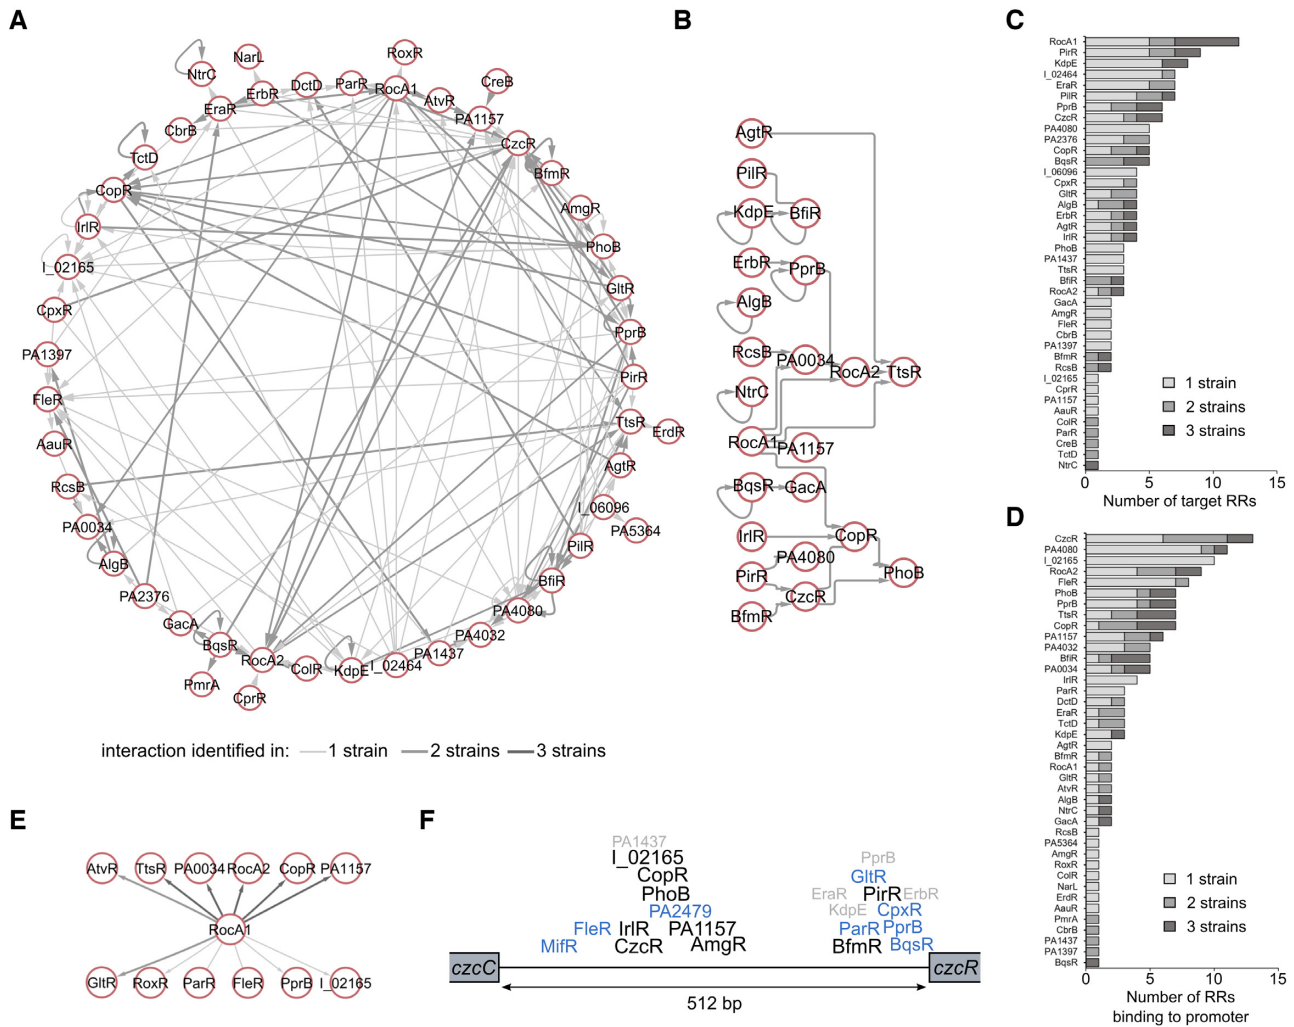 A
RoxR
NarL
NtrC
CreB
DctD
ParR
RocA1
ErbR
EraR
AtvR
PA1157
CbrB
CzcR
TctD
BfmR
CopR
AmgR
IrlR
PhoB
I_02165
GltR
CpxR
PprB
PA1397
PirR
FleR
TtsR
ErdR
AauR
AgtR
RcsB
I_06096
PA0034
PA5364
PilR
AlgB
BfiR
PA2376
PA4080
GacA
PA4032
BqsR
PA1437
RocA2
ColR
KdpE
I_02464
PmrA
CprR
interaction identified in:
1 strain
2 strains
3 strains
B
AgtR
PilR
KdpE
BfiR
ErbR
PprB
AlgB
RcsB
PA0034
RocA2
TtsR
NtrC
RocA1
PA1157
BqsR
GacA
IrlR
CopR
PA4080
PirR
PhoB
CzcR
BfmR
C
RocA1
PirR
KdpE
I_02464
EraR
PilR
PprB
CzcR
PA4080
PA2376
CopR
BqsR
I_06096
CpxR
GltR
AlgB
ErbR
AgtR
IrlR
PhoB
PA1437
TtsR
BfiR
RocA2
GacA
AmgR
FleR
CbrB
PA1397
BfmR
RcsB
I_02165
CprR
PA1157
AauR
ColR
ParR
CreB
TctD
NtrC
1 strain
2 strains
3 strains
0 5 10 15
Number of target RRs
D
CzcR
PA4080
I_02165
RocA2
FleR
PhoB
PprB
TtsR
CopR
PA1157
PA4032
BfiR
PA0034
IrlR
ParR
DctD
EraR
TctD
KdpE
AgtR
BfmR
RocA1
GltR
AtvR
AlgB
NtrC
GacA
RcsB
PA5364
AmgR
RoxR
ColR
NarL
ErdR
AauR
PmrA
CbrB
PA1437
PA1397
BqsR
1 strain
2 strains
3 strains
0 5 10 15
Number of RRs
binding to promoter
E
AtvR TtsR PA0034 RocA2 CopR PA1157
RocA1
GltR RoxR ParR FleR PprB I_02165
F
PA1437
I_02165
CopR
PhoB
PA2479
FleR IrlR PA1157
MifR CzcR AmgR
PprB
GltR
EraR PirR ErbR
KdpE CpxR
ParR PprB
BfmR BqsR
czcC
czcR
512 bp